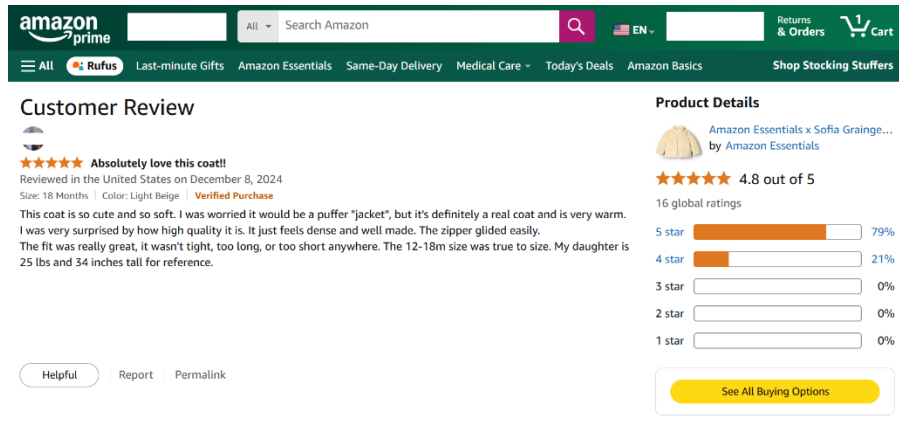 amazon
prime
All
Search Amazon
EN
Returns
& Orders
1
Cart
All
Rufus
Last-minute Gifts
Amazon Essentials
Same-Day Delivery
Medical Care
Today's Deals
Amazon Basics
Shop Stocking Stuffers
Customer Review
Absolutely love this coat!!
Reviewed in the United States on December 8, 2024
Size: 18 Months | Color: Light Beige | Verified Purchase
This coat is so cute and so soft. I was worried it would be a puffer "jacket", but it's definitely a real coat and is very warm.
I was very surprised by how high quality it is. It just feels dense and well made. The zipper glided easily.
The fit was really great, it wasn't tight, too long, or too short anywhere. The 12-18m size was true to size. My daughter is
25 lbs and 34 inches tall for reference.
Helpful
Report
Permalink
Product Details
Amazon Essentials x Sofia Grainge...
by Amazon Essentials
4.8 out of 5
16 global ratings
5 star 79%
4 star 21%
3 star 0%
2 star 0%
1 star 0%
See All Buying Options